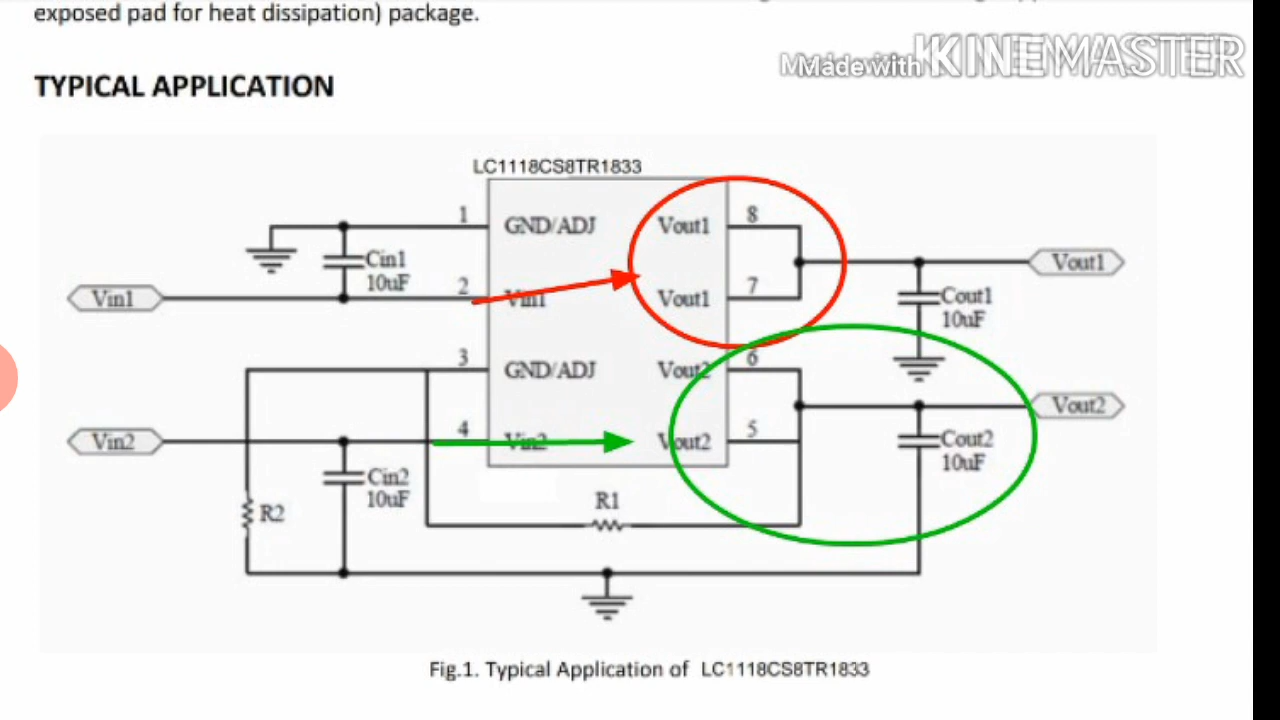 exposed pad for heat dissipation) package.
Made with KINEMASTER
TYPICAL APPLICATION
LC1118CS8TR1833
1 GND/ADJ Vout1 8
Cin1
10uF
Vin1 2 Vin1 Vout1 7
Vout1
Cout1
10uF
3 GND/ADJ Vout2 6
Vout2
Vin2 4 Vin2 Vout2 5
Cout2
10uF
Cin2
10uF
R2
R1
Fig.1. Typical Application of LC1118CS8TR1833